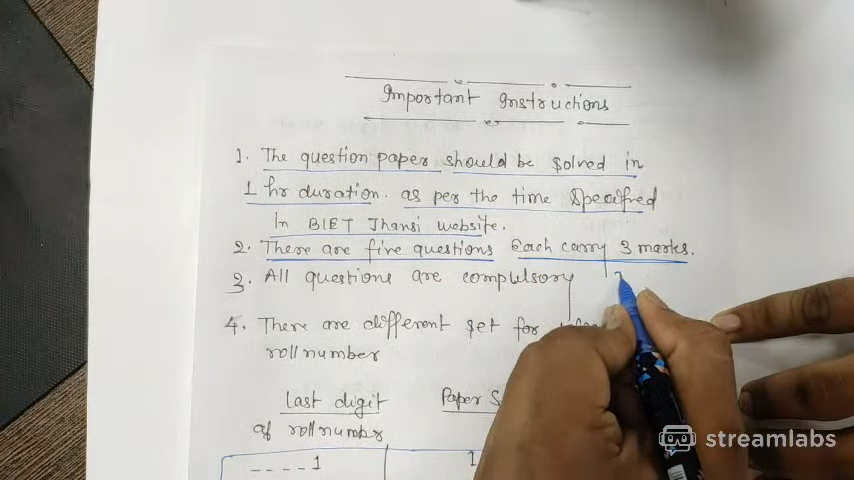 Important Instructions
1. The question paper should be solved in
1 hr duration. as per the time specified
in BIET Jhansi website.
2. There are five questions Each carry 3 marks.
3. All questions are compulsory
4. There are different set for
roll number
last digit Paper S
of roll number
----1 1
streamlabs